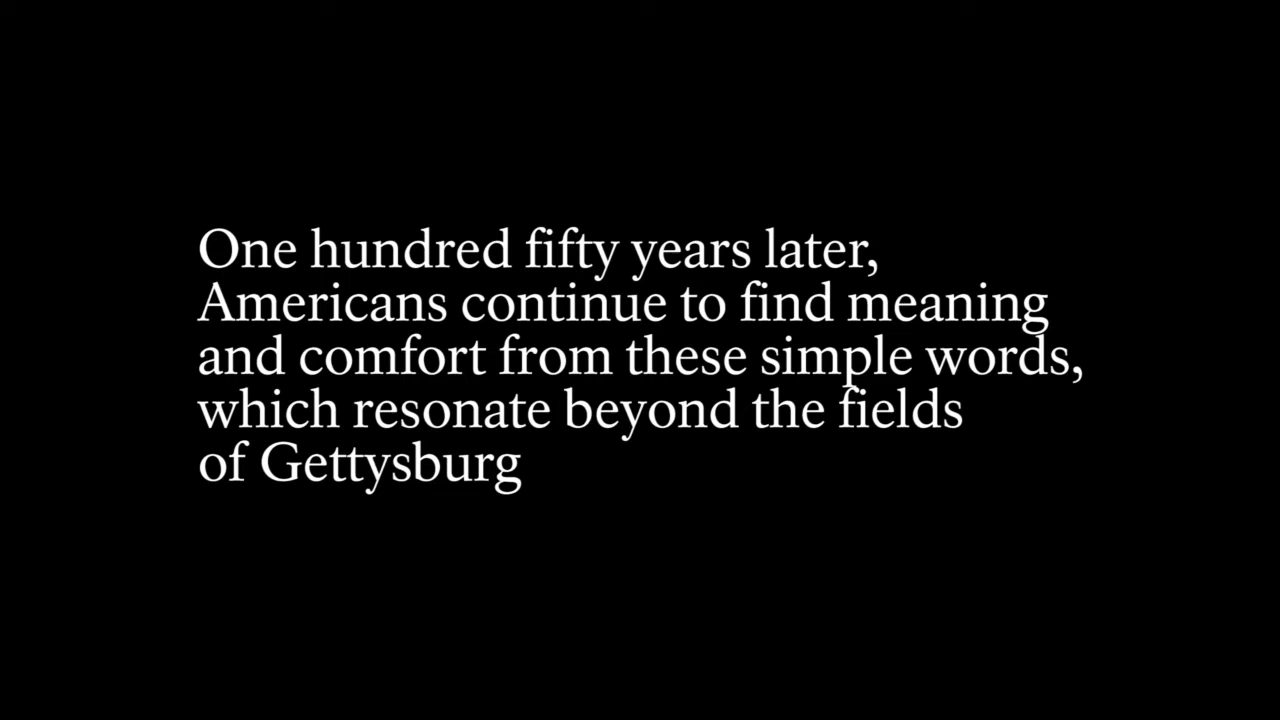 One hundred fifty years later,
Americans continue to find meaning
and comfort from these simple words,
which resonate beyond the fields
of Gettysburg